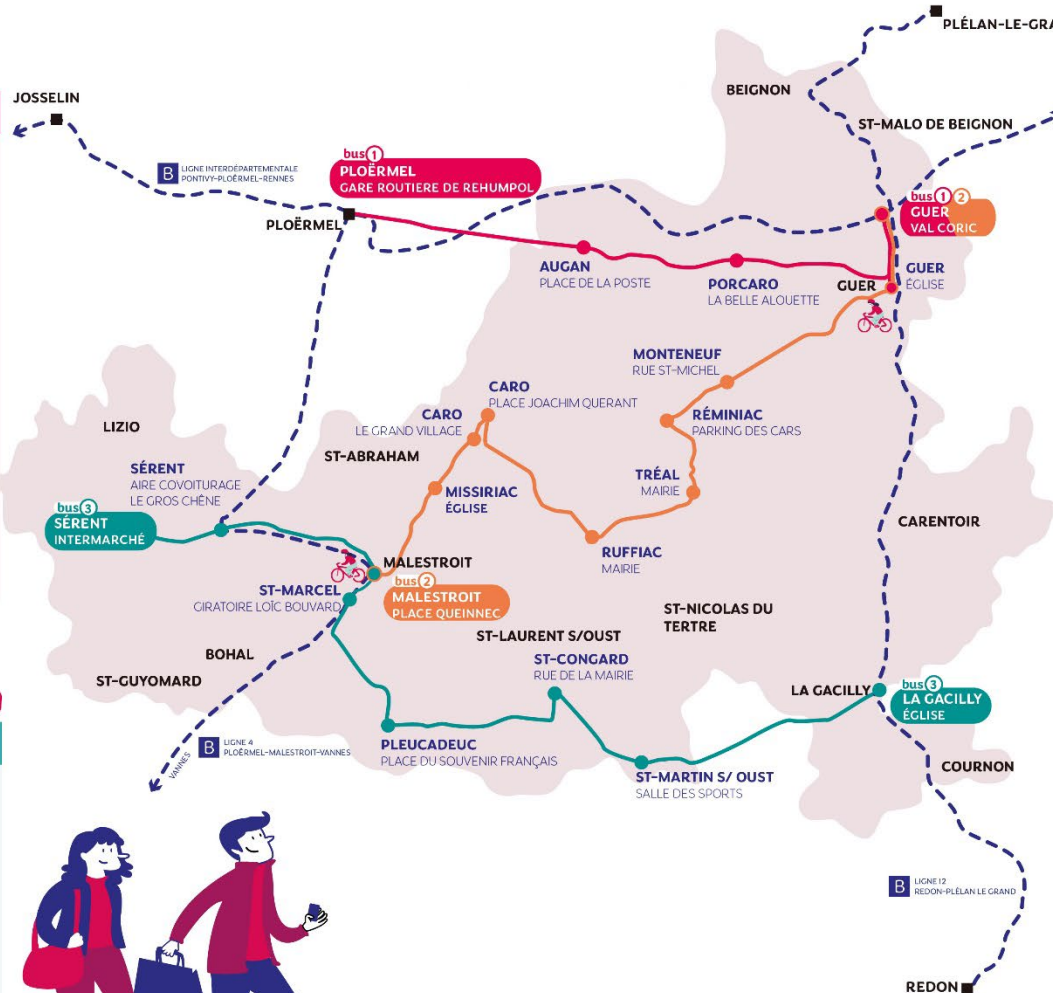 PLÉLAN-LE-GRA
BEIGNON
JOSSELIN
ST-MALO DE BEIGNON
B LIGNE INTERDÉPARTEMENTALE
PONTIVY-PLOËRMEL-RENNES
bus 1
PLOËRMEL
GARE ROUTIERE DE REHUMPOL
PLOËRMEL
bus 1 2
GUER
VAL CORIC
AUGAN
PLACE DE LA POSTE
PORCARO
LA BELLE ALOUETTE
GUER
GUER
ÉGLISE
MONTENEUF
RUE ST-MICHEL
CARO
PLACE JOACHIM QUERANT
CARO
LE GRAND VILLAGE
RÉMINIAC
PARKING DES CARS
LIZIO
ST-ABRAHAM
SÉRENT
AIRE COVOITURAGE
LE GROS CHÊNE
TRÉAL
MAIRIE
MISSIRIAC
ÉGLISE
bus 3
SÉRENT
INTERMARCHÉ
CARENTOIR
RUFFIAC
MAIRIE
MALESTROIT
bus 2
MALESTROIT
PLACE QUEINNEC
ST-MARCEL
GIRATOIRE LOÏC BOUVARD
ST-NICOLAS DU
TERTRE
ST-LAURENT S/OUST
BOHAL
ST-CONGARD
RUE DE LA MAIRIE
ST-GUYOMARD
LA GACILLY
bus 3
LA GACILLY
ÉGLISE
PLEUCADEUC
PLACE DU SOUVENIR FRANÇAIS
B LIGNE 4
PLOËRMEL-MALESTROIT-VANNES
VANNES
ST-MARTIN S/ OUST
SALLE DES SPORTS
COURNON
B LIGNE 12
REDON-PLÉLAN LE GRAND
REDON